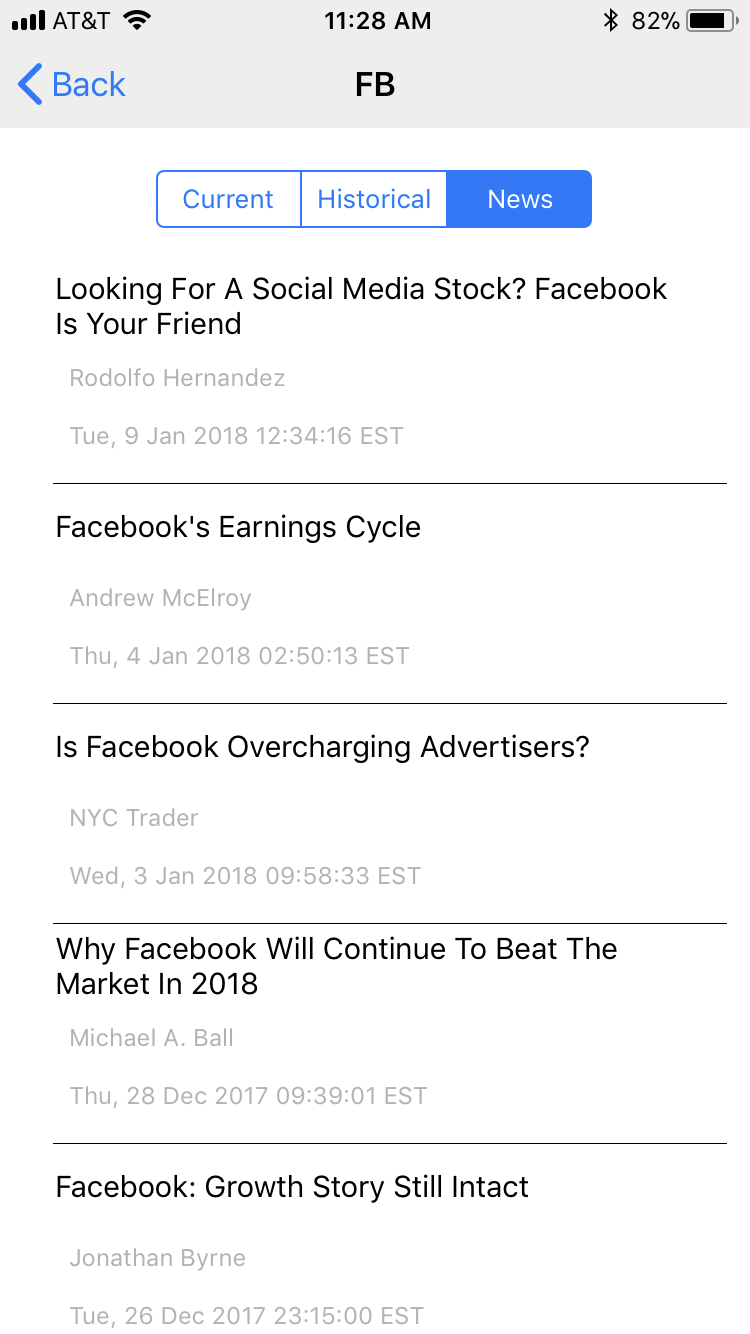 AT&T 11:28 AM 82%
Back FB
Current Historical News
Looking For A Social Media Stock? Facebook
Is Your Friend
Rodolfo Hernandez
Tue, 9 Jan 2018 12:34:16 EST
Facebook's Earnings Cycle
Andrew McElroy
Thu, 4 Jan 2018 02:50:13 EST
Is Facebook Overcharging Advertisers?
NYC Trader
Wed, 3 Jan 2018 09:58:33 EST
Why Facebook Will Continue To Beat The
Market In 2018
Michael A. Ball
Thu, 28 Dec 2017 09:39:01 EST
Facebook: Growth Story Still Intact
Jonathan Byrne
Tue, 26 Dec 2017 23:15:00 EST